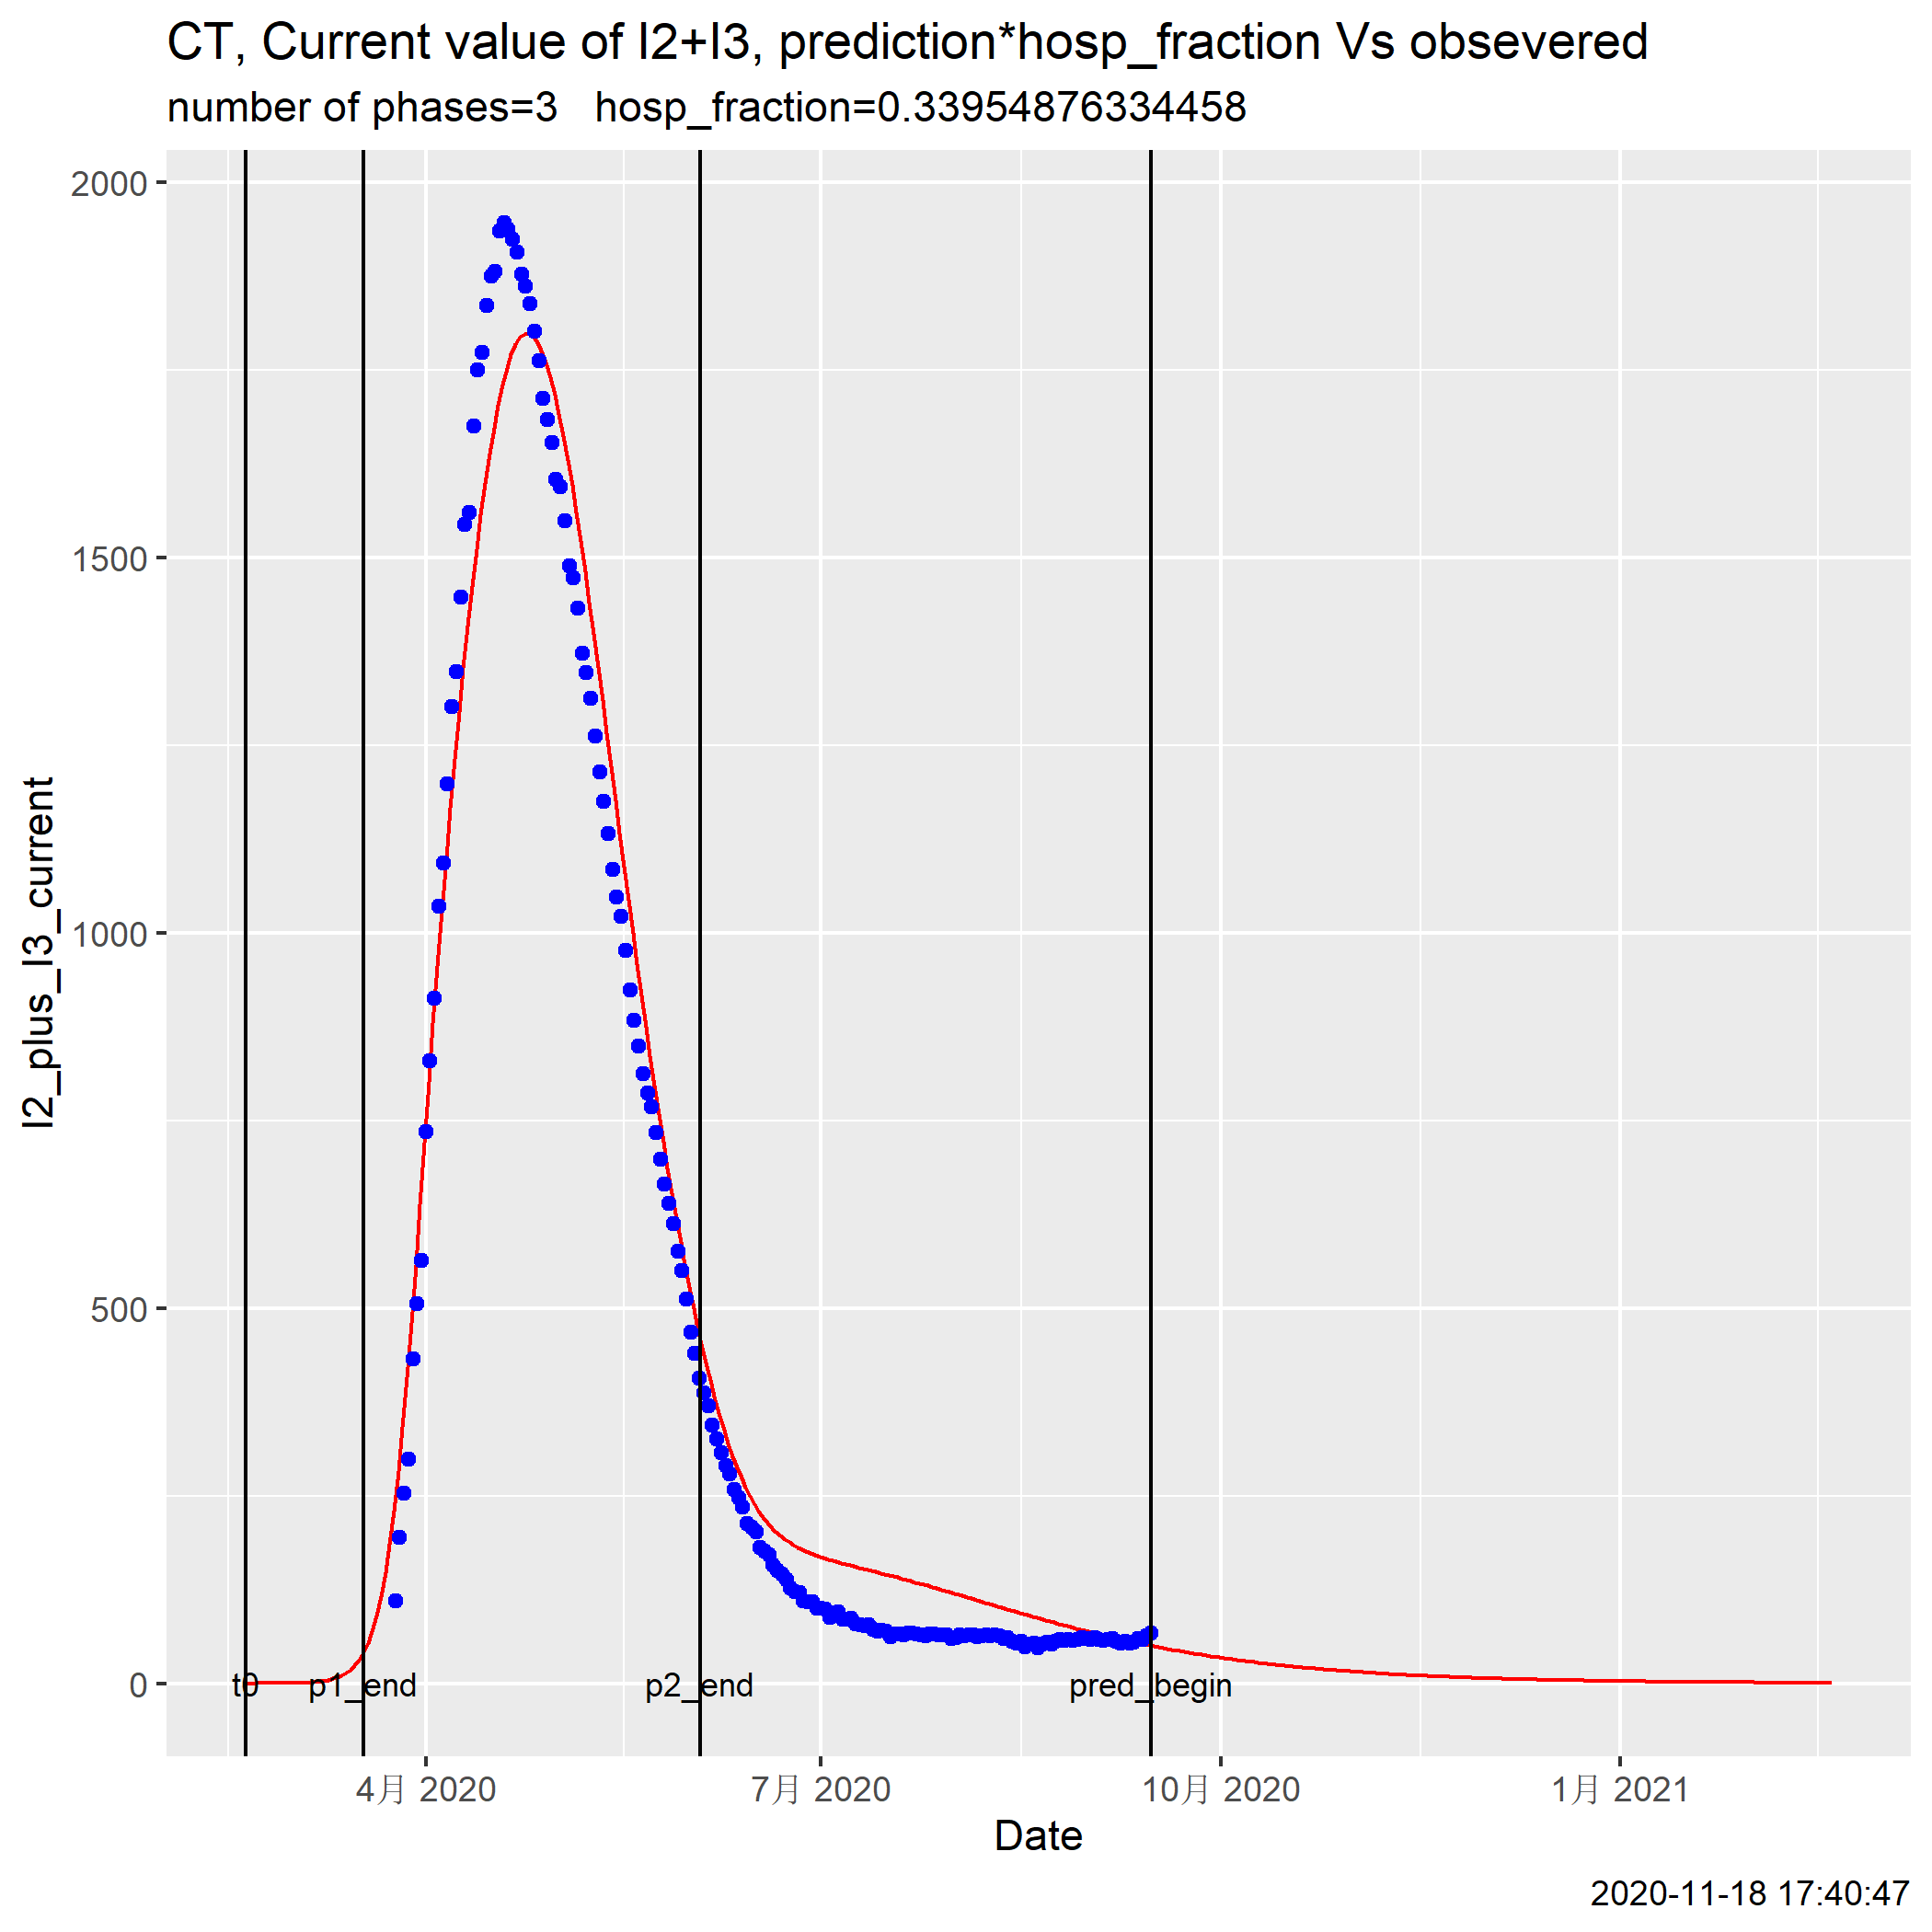 CT, Current value of I2+I3, prediction*hosp_fraction Vs obsevered
number of phases=3 hosp_fraction=0.33954876334458
I2_plus_I3_current
2000
1500
1000
500
0
t0
p1_end
p2_end
pred_begin
4月 2020
7月 2020
10月 2020
1月 2021
Date
2020-11-18 17:40:47